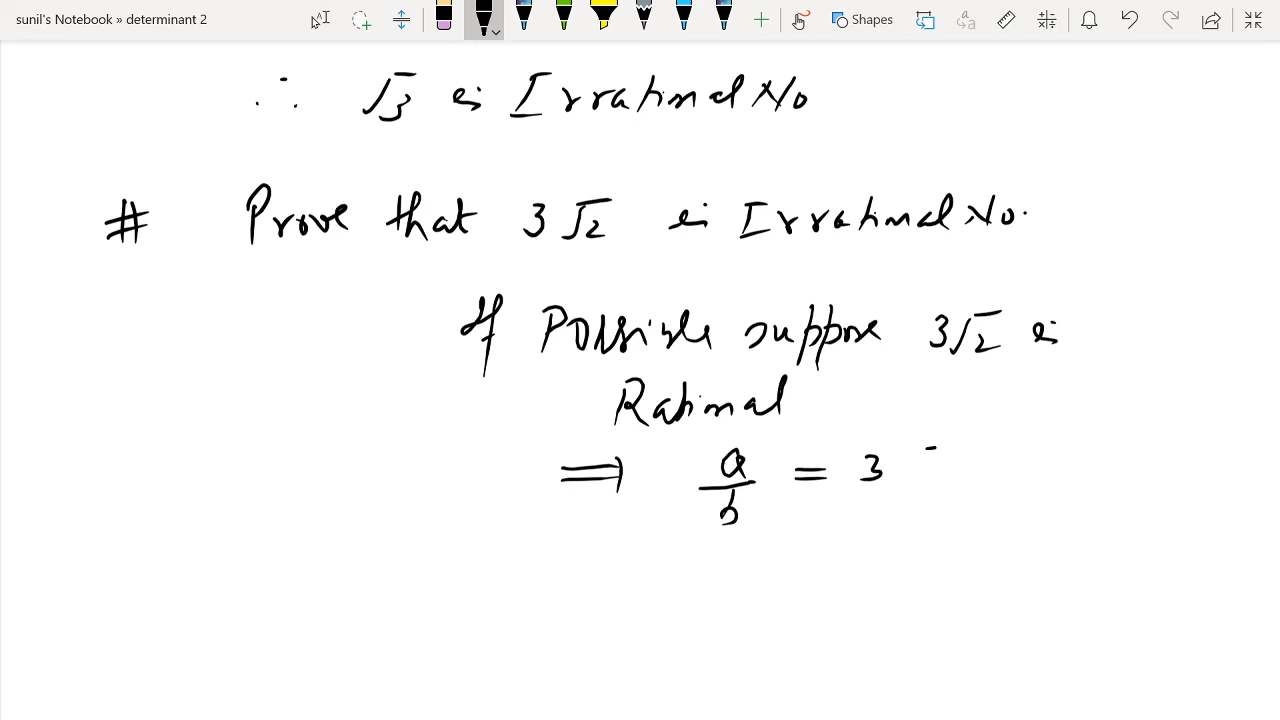 sunil's Notebook » determinant 2
Shapes
∴ √3 is Irrational No
# Prove that 3√2 is Irrational No.
If Possible suppose 3√2 is
Rational
⟹ a/b = 3